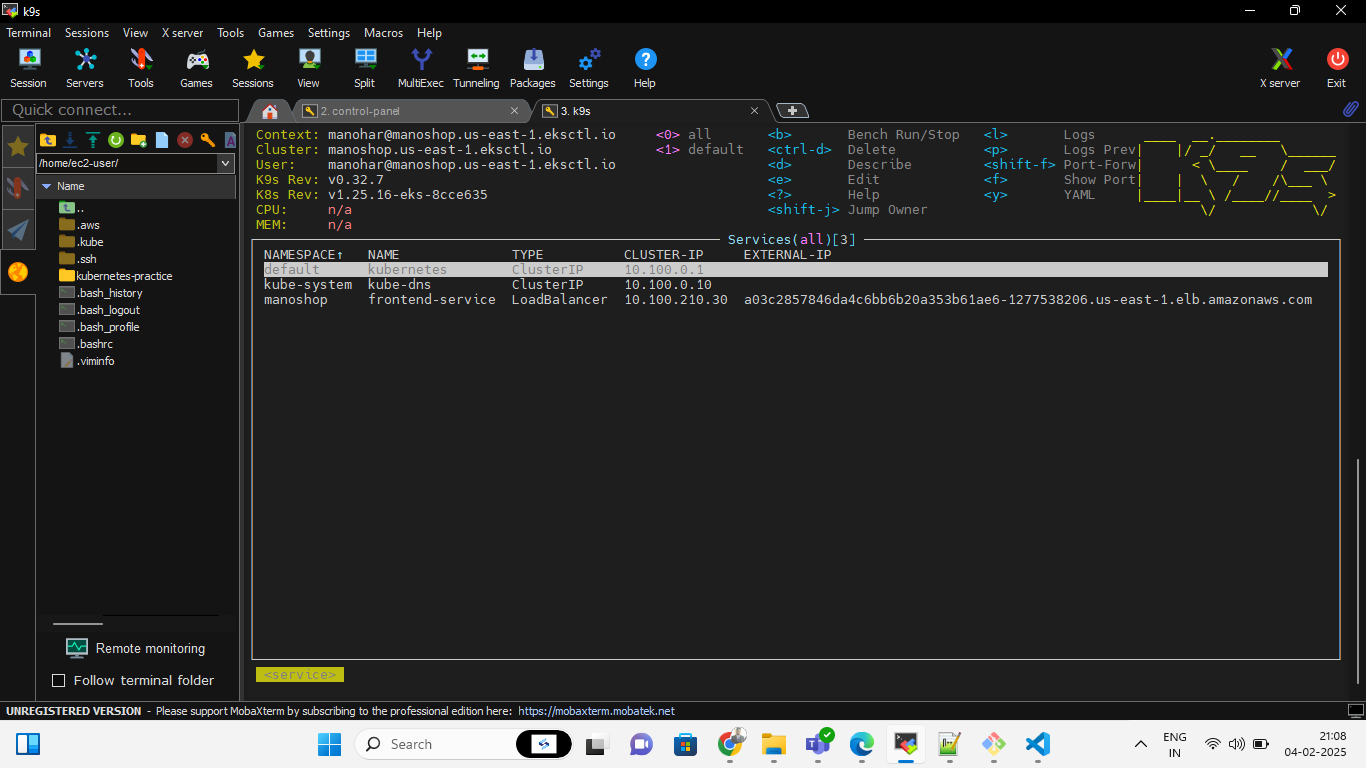 k9s
Terminal Sessions View X server Tools Games Settings Macros Help
Session Servers Tools Games Sessions View Split MultiExec Tunneling Packages Settings Help X server Exit
Quick connect...
2. control-panel
3. k9s
/home/ec2-user/
Name
..
.aws
.kube
.ssh
kubernetes-practice
.bash_history
.bash_logout
.bash_profile
.bashrc
.viminfo
Remote monitoring
Follow terminal folder
Context: manohar@manoshop.us-east-1.eksctl.io <0> all <b> Bench Run/Stop <l> Logs
Cluster: manoshop.us-east-1.eksctl.io <1> default <ctrl-d> Delete <p> Logs Prev
User: manohar@manoshop.us-east-1.eksctl.io <d> Describe <shift-f> Port-Forw
K9s Rev: v0.32.7 <e> Edit <f> Show Port
K8s Rev: v1.25.16-eks-8cce635 <?> Help <y> YAML
CPU: n/a <shift-j> Jump Owner
MEM: n/a
Services(all)[3]
NAMESPACE↑ NAME TYPE CLUSTER-IP EXTERNAL-IP
default kubernetes ClusterIP 10.100.0.1
kube-system kube-dns ClusterIP 10.100.0.10
manoshop frontend-service LoadBalancer 10.100.210.30 a03c2857846da4c6bb6b20a353b61ae6-1277538206.us-east-1.elb.amazonaws.com
<service>
UNREGISTERED VERSION - Please support MobaXterm by subscribing to the professional edition here: https://mobaxterm.mobatek.net
Search
ENG
IN
21:08
04-02-2025